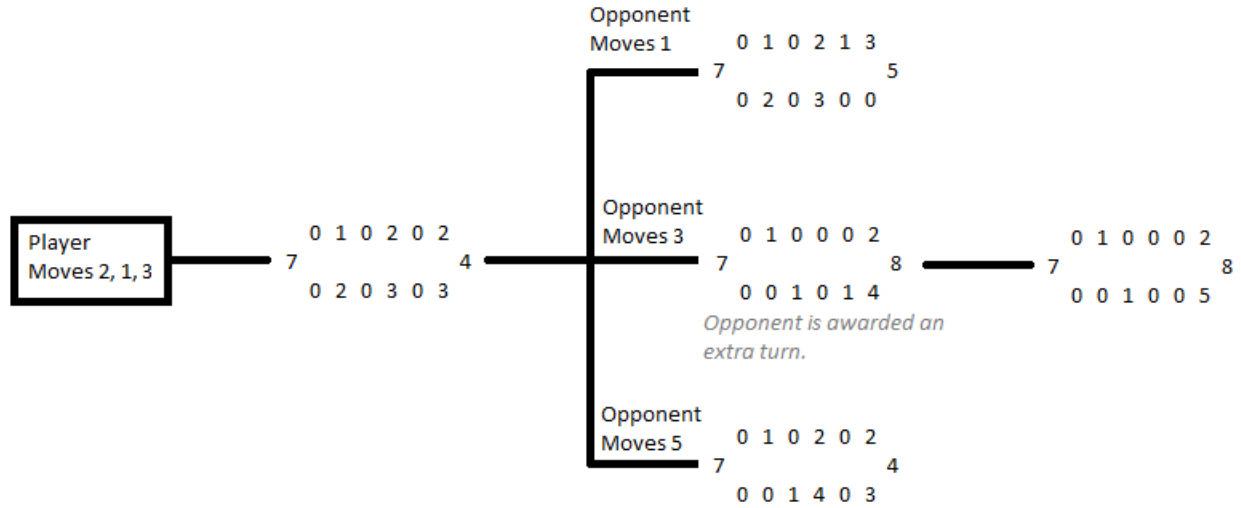 Opponent
Moves 1
0 1 0 2 1 3
7 5
0 2 0 3 0 0
Player
Moves 2, 1, 3
0 1 0 2 0 2
7 4
0 2 0 3 0 3
Opponent
Moves 3
0 1 0 0 0 2
7 8
0 0 1 0 1 4
Opponent is awarded an
extra turn.
0 1 0 0 0 2
7 8
0 0 1 0 0 5
Opponent
Moves 5
0 1 0 2 0 2
7 4
0 0 1 4 0 3